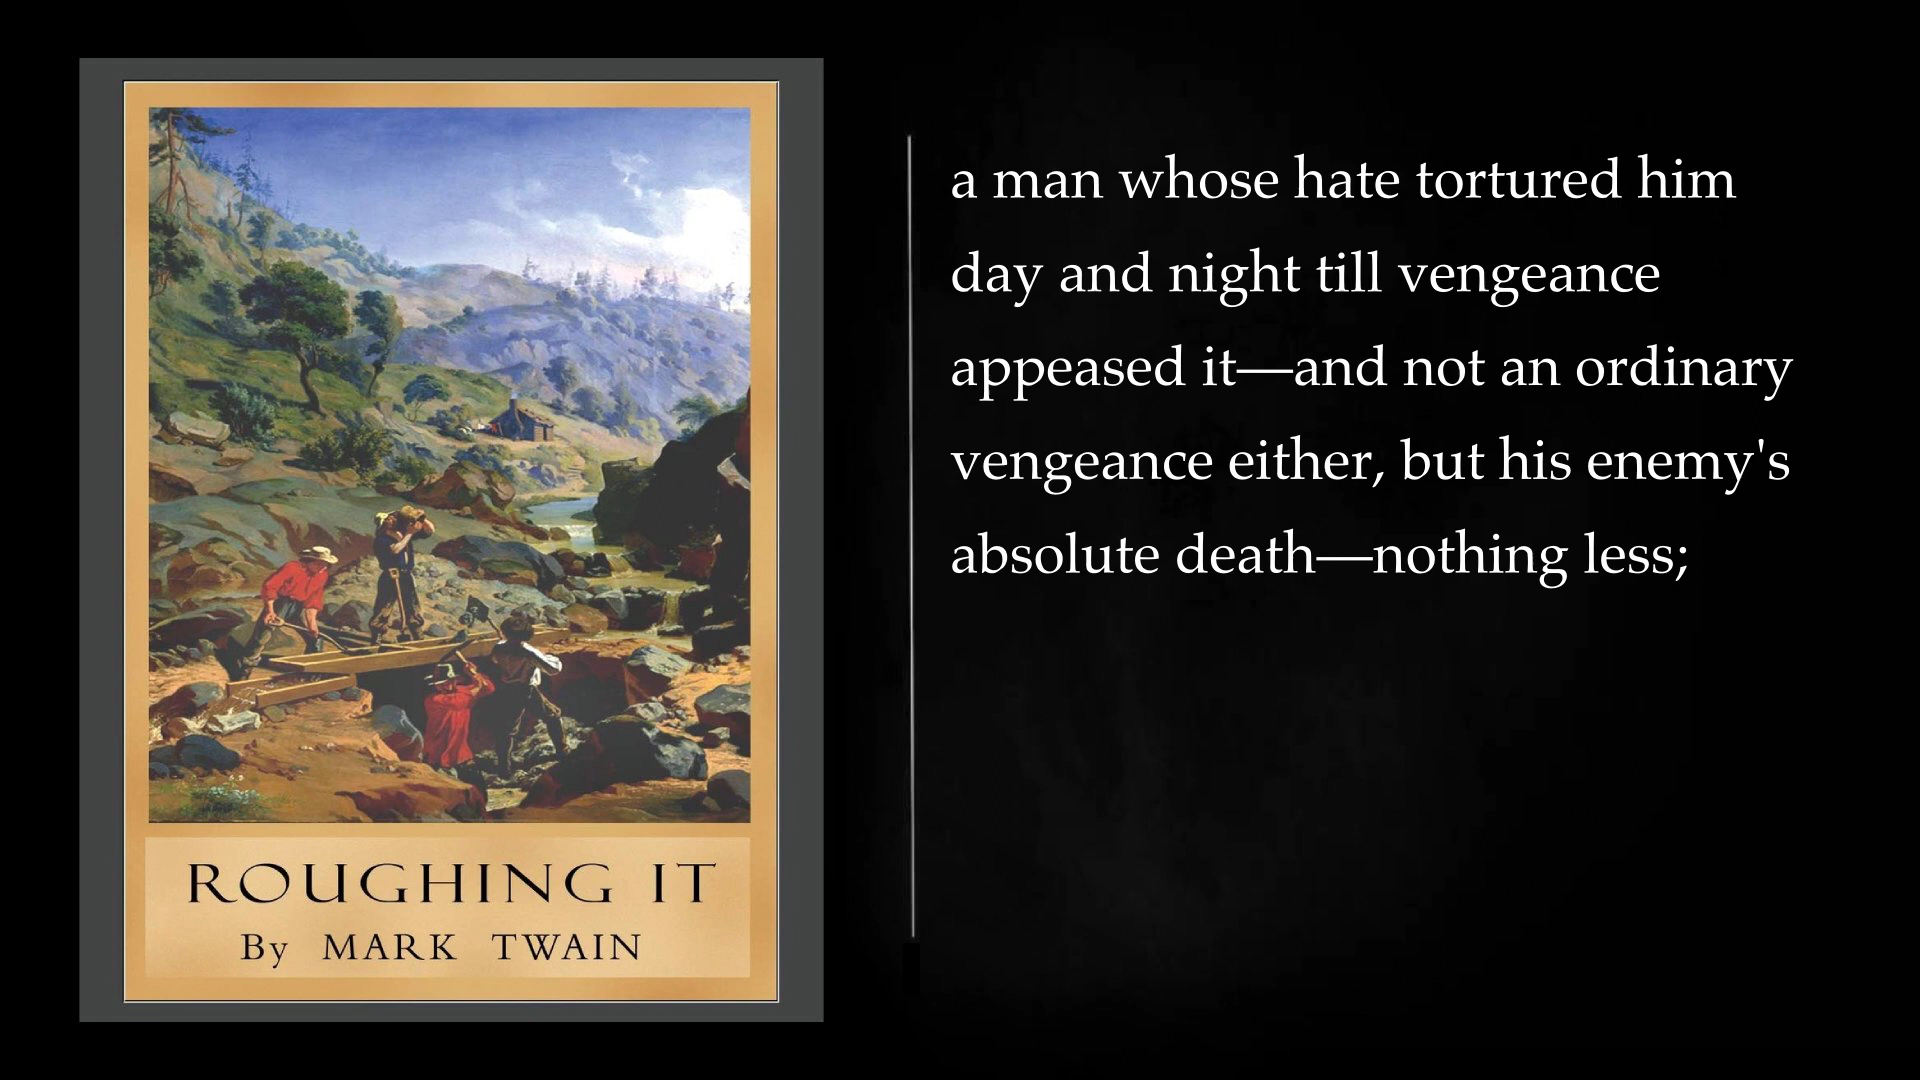 ROUGHING IT
By MARK TWAIN
a man whose hate tortured him
day and night till vengeance
appeased it—and not an ordinary
vengeance either, but his enemy's
absolute death—nothing less;